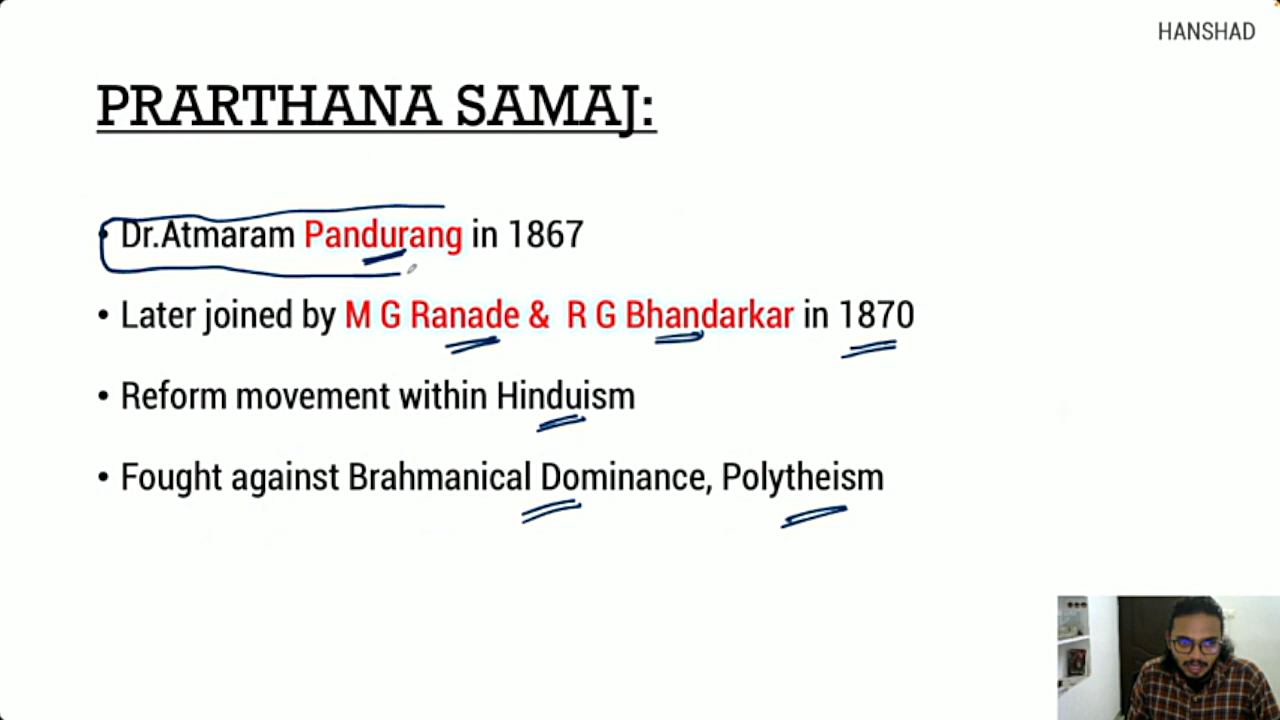 HANSHAD
PRARTHANA SAMAJ:
• Dr.Atmaram Pandurang in 1867
• Later joined by M G Ranade & R G Bhandarkar in 1870
• Reform movement within Hinduism
• Fought against Brahmanical Dominance, Polytheism